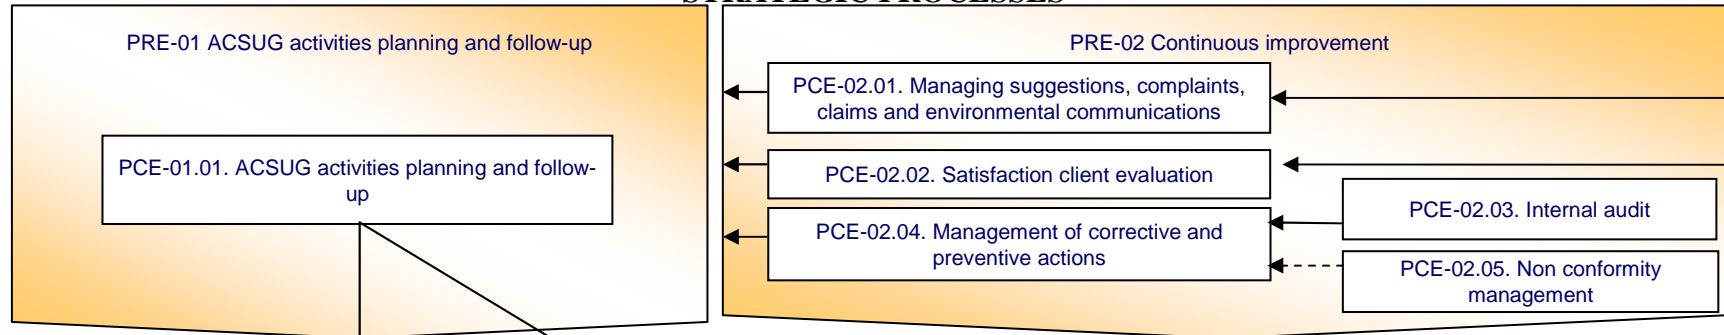 STRATEGIC PROCESSES
PRE-01 ACSUG activities planning and follow-up
PCE-01.01. ACSUG activities planning and follow-
up
PRE-02 Continuous improvement
PCE-02.01. Managing suggestions, complaints,
claims and environmental communications
PCE-02.02. Satisfaction client evaluation
PCE-02.04. Management of corrective and
preventive actions
PCE-02.03. Internal audit
PCE-02.05. Non conformity
management